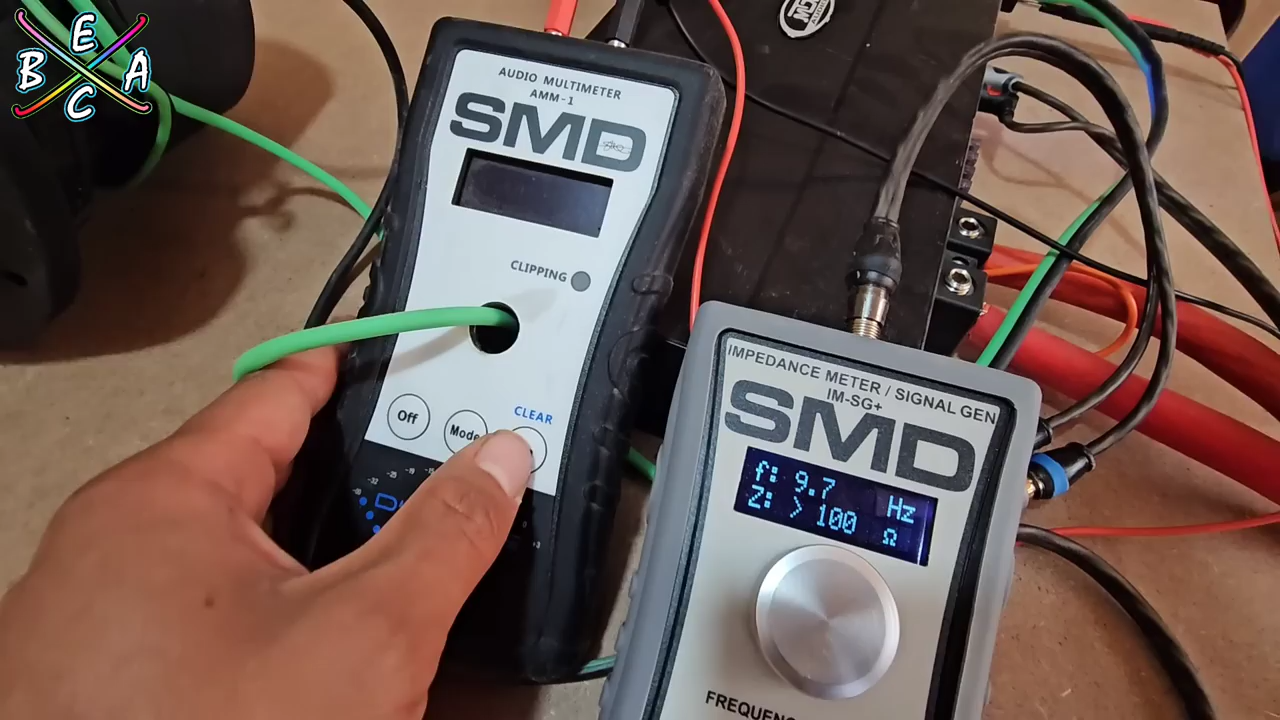 B E A C
AUDIO MULTIMETER
AMM-1
SMD
CLIPPING
CLEAR
Off
Mode
IMPEDANCE METER / SIGNAL GEN
IM-SG+
SMD
f: 9.7 Hz
Z: > 100 Ω